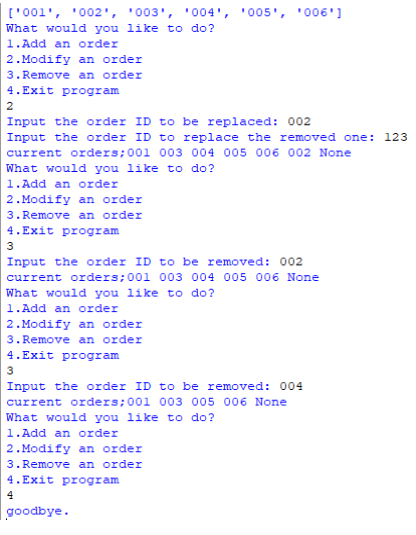 ['001', '002', '003', '004', '005', '006']
What would you like to do?
1.Add an order
2.Modify an order
3.Remove an order
4.Exit program
2
Input the order ID to be replaced: 002
Input the order ID to replace the removed one: 123
current orders;001 003 004 005 006 002 None
What would you like to do?
1.Add an order
2.Modify an order
3.Remove an order
4.Exit program
3
Input the order ID to be removed: 002
current orders;001 003 004 005 006 None
What would you like to do?
1.Add an order
2.Modify an order
3.Remove an order
4.Exit program
3
Input the order ID to be removed: 004
current orders;001 003 005 006 None
What would you like to do?
1.Add an order
2.Modify an order
3.Remove an order
4.Exit program
4
goodbye.